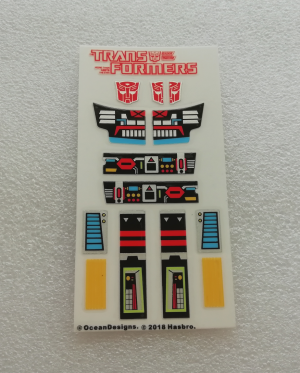 TRANS
FORMERS
© OceanDesigns. © 2018 Hasbro.